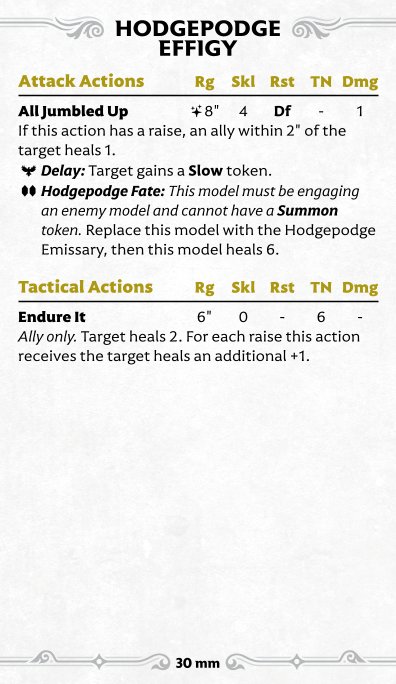 HODGEPODGE
EFFIGY
Attack Actions Rg Skl Rst TN Dmg
All Jumbled Up 8" 4 Df - 1
If this action has a raise, an ally within 2" of the
target heals 1.
Delay: Target gains a Slow token.
Hodgepodge Fate: This model must be engaging
an enemy model and cannot have a Summon
token. Replace this model with the Hodgepodge
Emissary, then this model heals 6.
Tactical Actions Rg Skl Rst TN Dmg
Endure It 6" 0 - 6 -
Ally only. Target heals 2. For each raise this action
receives the target heals an additional +1.
30 mm